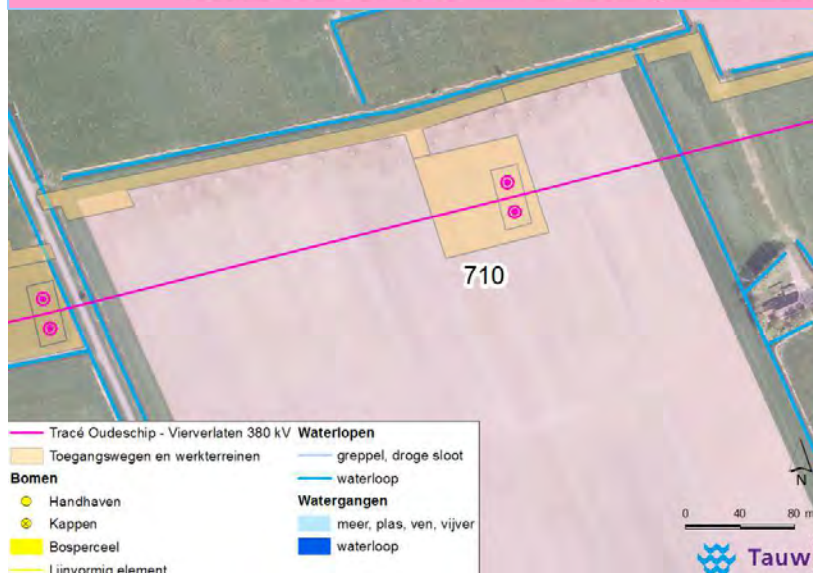 710
Tracé Oudeschip - Vierverlaten 380 kV
Toegangswegen en werkterreinen
Bomen
Handhaven
Kappen
Bosperceel
Lijnvormig element
Waterlopen
greppel, droge sloot
waterloop
Watergangen
meer, plas, ven, vijver
waterloop
N
0 40 80 m
Tauw